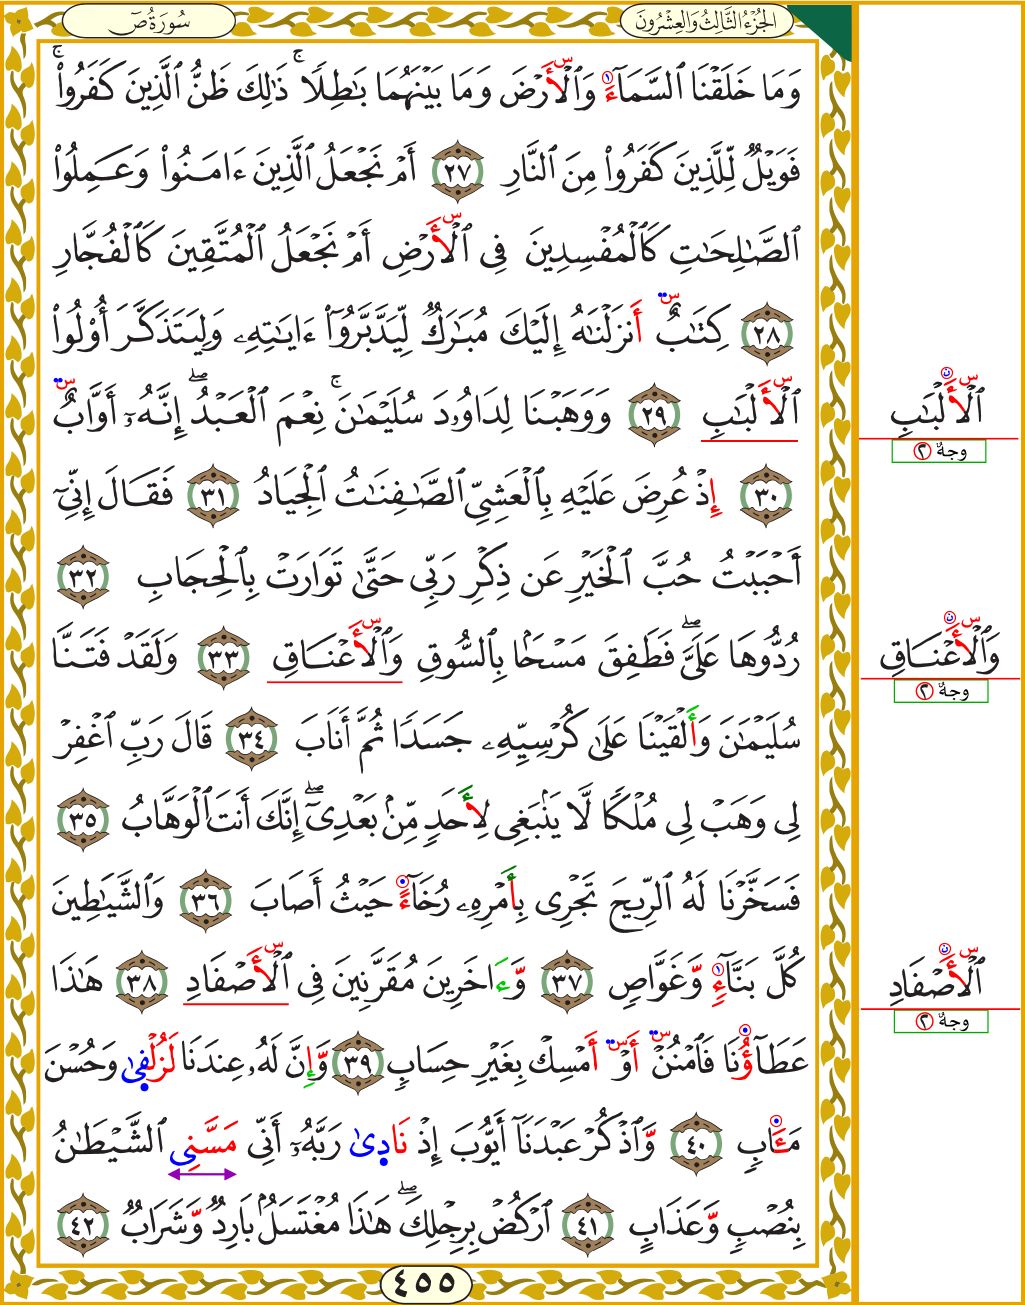 سُورَةُ صٓ
الجُزْءُ الثَّالِثُ وَالعِشْرُونَ
وَمَا خَلَقْنَا ٱلسَّمَآءَ وَٱلْأَرْضَ وَمَا بَيْنَهُمَا بَٰطِلًا ۚ ذَٰلِكَ ظَنُّ ٱلَّذِينَ كَفَرُوا۟ ۚ
فَوَيْلٌ لِّلَّذِينَ كَفَرُوا۟ مِنَ ٱلنَّارِ ٢٧ أَمْ نَجْعَلُ ٱلَّذِينَ ءَامَنُوا۟ وَعَمِلُوا۟
ٱلصَّٰلِحَٰتِ كَٱلْمُفْسِدِينَ فِى ٱلْأَرْضِ أَمْ نَجْعَلُ ٱلْمُتَّقِينَ كَٱلْفُجَّارِ
٢٨ كِتَٰبٌ أَنزَلْنَٰهُ إِلَيْكَ مُبَٰرَكٌ لِّيَدَّبَّرُوٓا۟ ءَايَٰتِهِۦ وَلِيَتَذَكَّرَ أُو۟لُوا۟
ٱلْأَلْبَٰبِ ٢٩ وَوَهَبْنَا لِدَاوُۥدَ سُلَيْمَٰنَ ۚ نِعْمَ ٱلْعَبْدُ ۖ إِنَّهُۥٓ أَوَّابٌ
٣٠ إِذْ عُرِضَ عَلَيْهِ بِٱلْعَشِىِّ ٱلصَّٰفِنَٰتُ ٱلْجِيَادُ ٣١ فَقَالَ إِنِّىٓ
أَحْبَبْتُ حُبَّ ٱلْخَيْرِ عَن ذِكْرِ رَبِّى حَتَّىٰ تَوَارَتْ بِٱلْحِجَابِ ٣٢
رُدُّوهَا عَلَىَّ ۖ فَطَفِقَ مَسْحًۢا بِٱلسُّوقِ وَٱلْأَعْنَاقِ ٣٣ وَلَقَدْ فَتَنَّا
سُلَيْمَٰنَ وَأَلْقَيْنَا عَلَىٰ كُرْسِيِّهِۦ جَسَدًا ثُمَّ أَنَابَ ٣٤ قَالَ رَبِّ ٱغْفِرْ
لِى وَهَبْ لِى مُلْكًا لَّا يَنۢبَغِى لِأَحَدٍ مِّنۢ بَعْدِىٓ ۖ إِنَّكَ أَنتَ ٱلْوَهَّابُ ٣٥
فَسَخَّرْنَا لَهُ ٱلرِّيحَ تَجْرِى بِأَمْرِهِۦ رُخَآءً حَيْثُ أَصَابَ ٣٦ وَٱلشَّيَٰطِينَ
كُلَّ بَنَّآءٍ وَغَوَّاصٍ ٣٧ وَءَاخَرِينَ مُقَرَّنِينَ فِى ٱلْأَصْفَادِ ٣٨ هَٰذَا
عَطَآؤُنَا فَٱمْنُنْ أَوْ أَمْسِكْ بِغَيْرِ حِسَابٍ ٣٩ وَإِنَّ لَهُۥ عِندَنَا لَزُلْفَىٰ وَحُسْنَ
مَـَٔابٍ ٤٠ وَٱذْكُرْ عَبْدَنَآ أَيُّوبَ إِذْ نَادَىٰ رَبَّهُۥٓ أَنِّى مَسَّنِىَ ٱلشَّيْطَٰنُ
بِنُصْبٍ وَعَذَابٍ ٤١ ٱرْكُضْ بِرِجْلِكَ ۖ هَٰذَا مُغْتَسَلٌۢ بَارِدٌ وَشَرَابٌ ٤٢
ٱلْأَلْبَٰبِ
وجهٌ ٢
وَٱلْأَعْنَاقِ
وجهٌ ٢
ٱلْأَصْفَادِ
وجهٌ ٢
٤٥٥